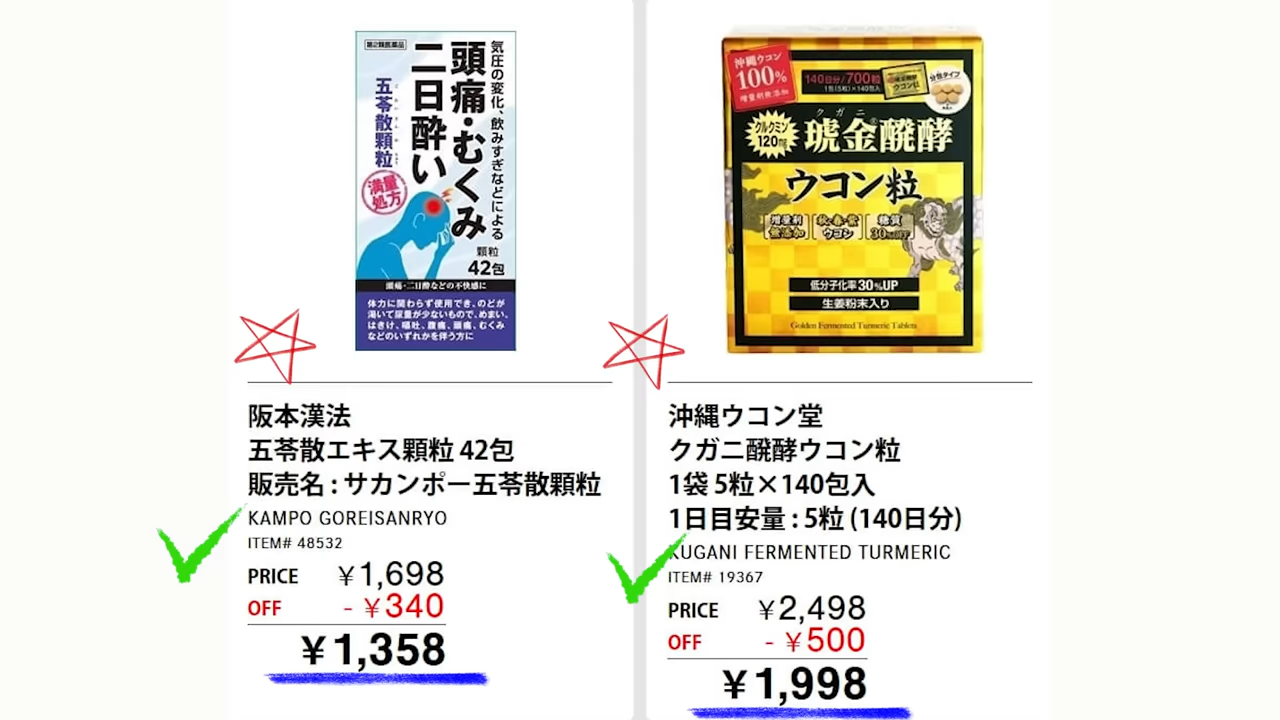 第2類医薬品
気圧の変化、飲みすぎなどによる
頭痛・むくみ
二日酔い
五苓散顆粒
満量
処方
顆粒
42包
頭痛・二日酔などの不快感に
体力に関わらず使用でき、のどが
渇いて尿量が少ないもので、めまい、
はきけ、嘔吐、腹痛、頭痛、むくみ
などのいずれかを伴う方に
阪本漢法
五苓散エキス顆粒 42包
販売名 : サカンポー五苓散顆粒
KAMPO GOREISANRYO
ITEM# 48532
PRICE ¥1,698
OFF - ¥340
¥1,358
沖縄ウコン
100%
増量剤無添加
140日分/700粒
1包(5粒)×140包入
分包タイプ
クルクミン
120mg
クガニ
琥金醗酵
ウコン粒
増量剤
無添加
秋・春・紫
ウコン
糖質
30%OFF
低分子化率30%UP
生姜粉末入り
Golden Fermented Turmeric Tablets
沖縄ウコン堂
クガニ醗酵ウコン粒
1袋 5粒×140包入
1日目安量 : 5粒 (140日分)
KUGANI FERMENTED TURMERIC
ITEM# 19367
PRICE ¥2,498
OFF - ¥500
¥1,998